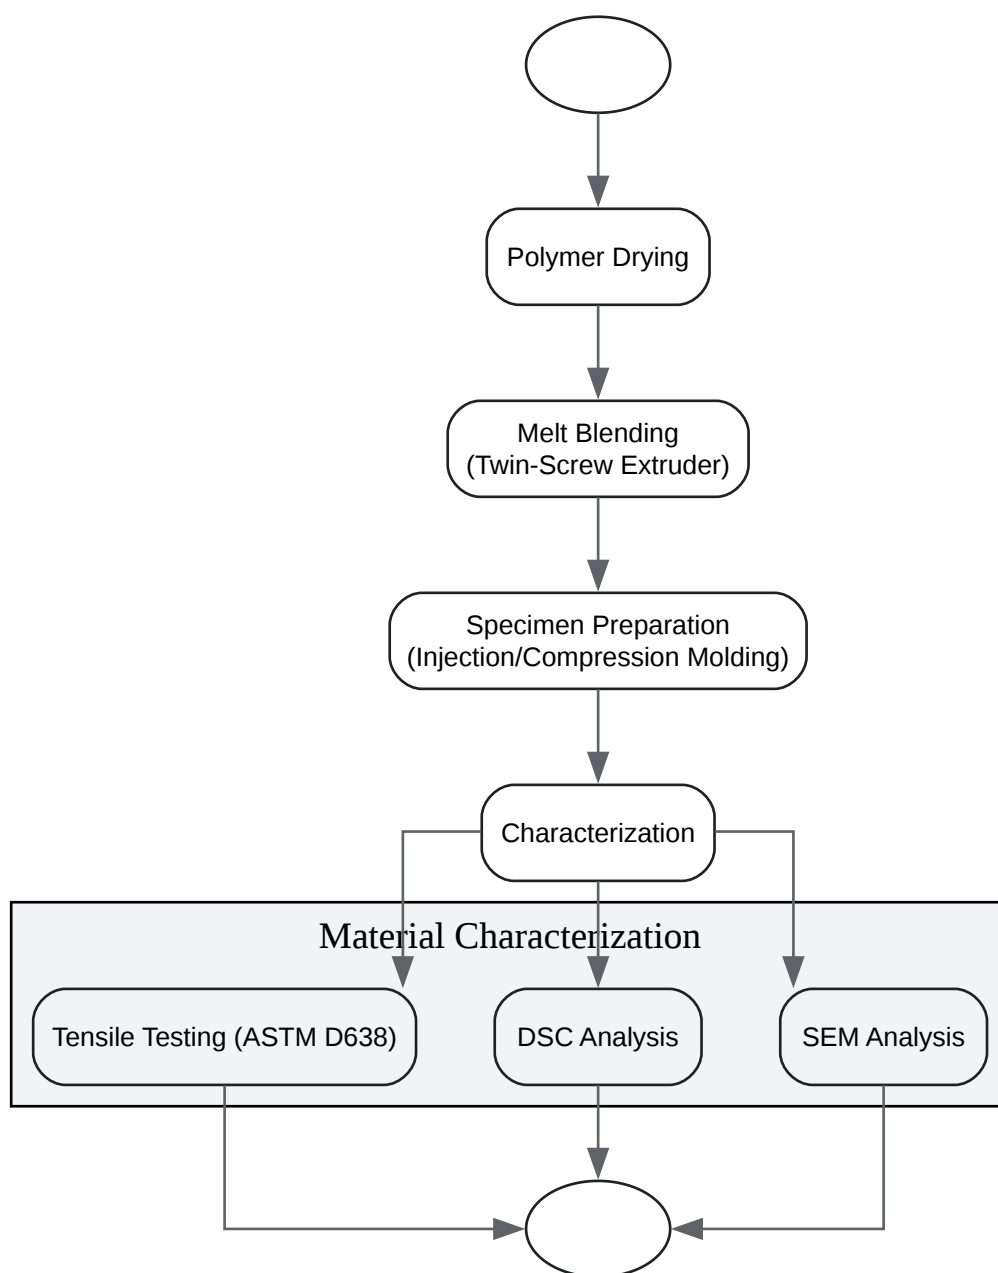 Polymer Drying
Melt Blending
(Twin-Screw Extruder)
Specimen Preparation
(Injection/Compression Molding)
Characterization
Material Characterization
Tensile Testing (ASTM D638)
DSC Analysis
SEM Analysis